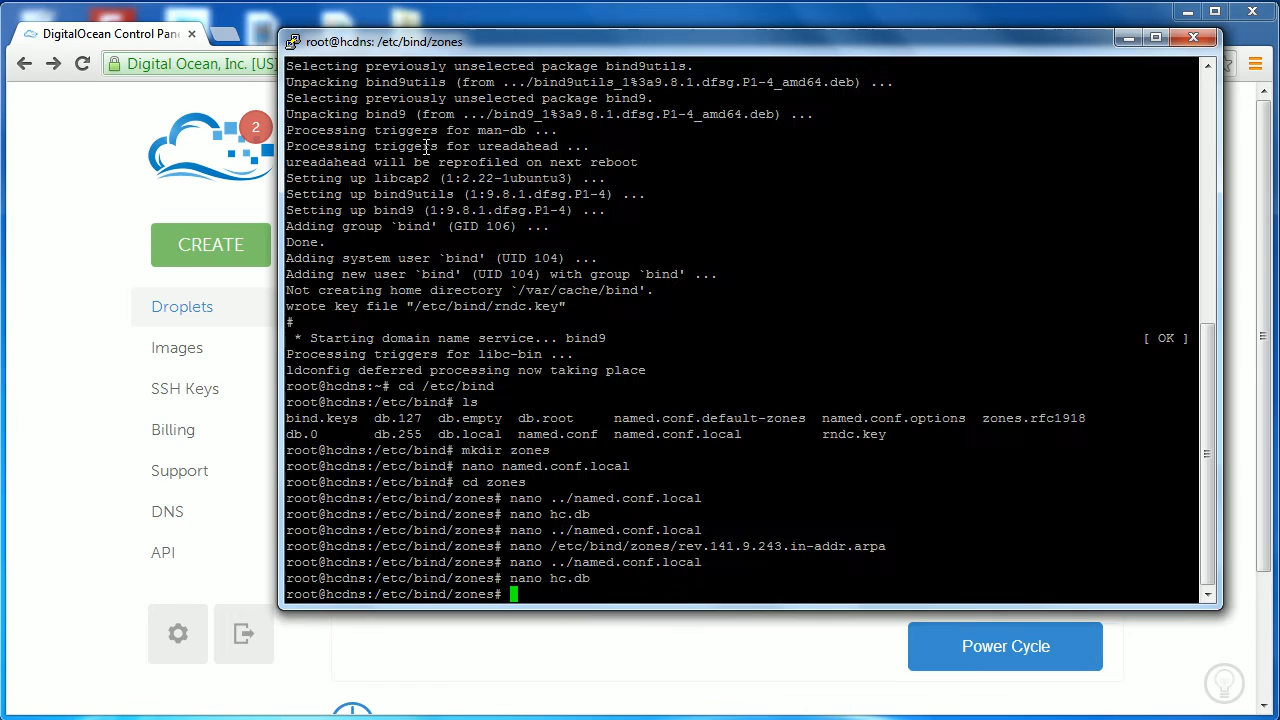 DigitalOcean Control Pan
Digital Ocean, Inc. [US]
2
CREATE
Droplets
Images
SSH Keys
Billing
Support
DNS
API
root@hcdns: /etc/bind/zones
Selecting previously unselected package bind9utils.
Unpacking bind9utils (from .../bind9utils_1%3a9.8.1.dfsg.P1-4_amd64.deb) ...
Selecting previously unselected package bind9.
Unpacking bind9 (from .../bind9_1%3a9.8.1.dfsg.P1-4_amd64.deb) ...
Processing triggers for man-db ...
Processing triggers for ureadahead ...
ureadahead will be reprofiled on next reboot
Setting up libcap2 (1:2.22-1ubuntu3) ...
Setting up bind9utils (1:9.8.1.dfsg.P1-4) ...
Setting up bind9 (1:9.8.1.dfsg.P1-4) ...
Adding group `bind' (GID 106) ...
Done.
Adding system user `bind' (UID 104) ...
Adding new user `bind' (UID 104) with group `bind' ...
Not creating home directory `/var/cache/bind'.
wrote key file "/etc/bind/rndc.key"
#
* Starting domain name service... bind9 [ OK ]
Processing triggers for libc-bin ...
ldconfig deferred processing now taking place
root@hcdns:~# cd /etc/bind
root@hcdns:/etc/bind# ls
bind.keys db.127 db.empty db.root named.conf.default-zones named.conf.options zones.rfc1918
db.0 db.255 db.local named.conf named.conf.local rndc.key
root@hcdns:/etc/bind# mkdir zones
root@hcdns:/etc/bind# nano named.conf.local
root@hcdns:/etc/bind# cd zones
root@hcdns:/etc/bind/zones# nano ../named.conf.local
root@hcdns:/etc/bind/zones# nano hc.db
root@hcdns:/etc/bind/zones# nano ../named.conf.local
root@hcdns:/etc/bind/zones# nano /etc/bind/zones/rev.141.9.243.in-addr.arpa
root@hcdns:/etc/bind/zones# nano ../named.conf.local
root@hcdns:/etc/bind/zones# nano hc.db
root@hcdns:/etc/bind/zones#
Power Cycle